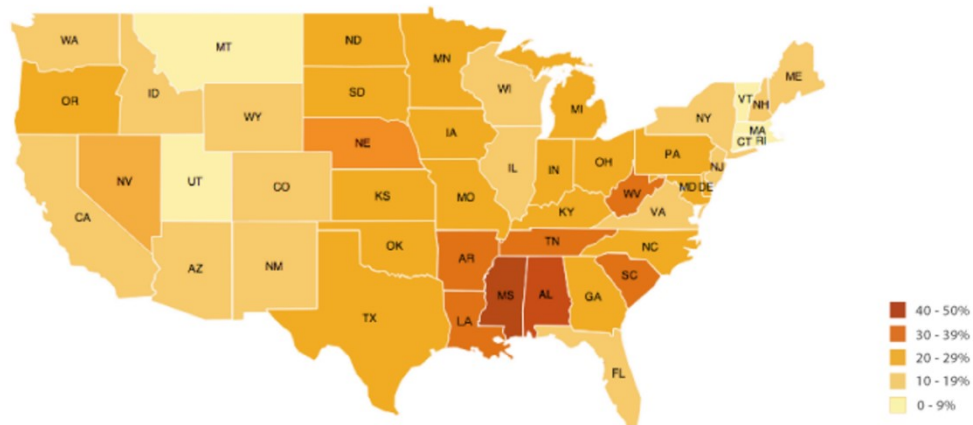 WA
MT
ND
MN
ME
OR
ID
SD
WI
MI
NY
VT
NH
WY
MA
CT RI
NE
IA
PA
NV
UT
CO
IL
IN
OH
NJ
MD
DE
WV
CA
KS
MO
KY
VA
TN
NC
AZ
NM
OK
AR
SC
MS
AL
GA
TX
LA
FL
40 - 50%
30 - 39%
20 - 29%
10 - 19%
0 - 9%